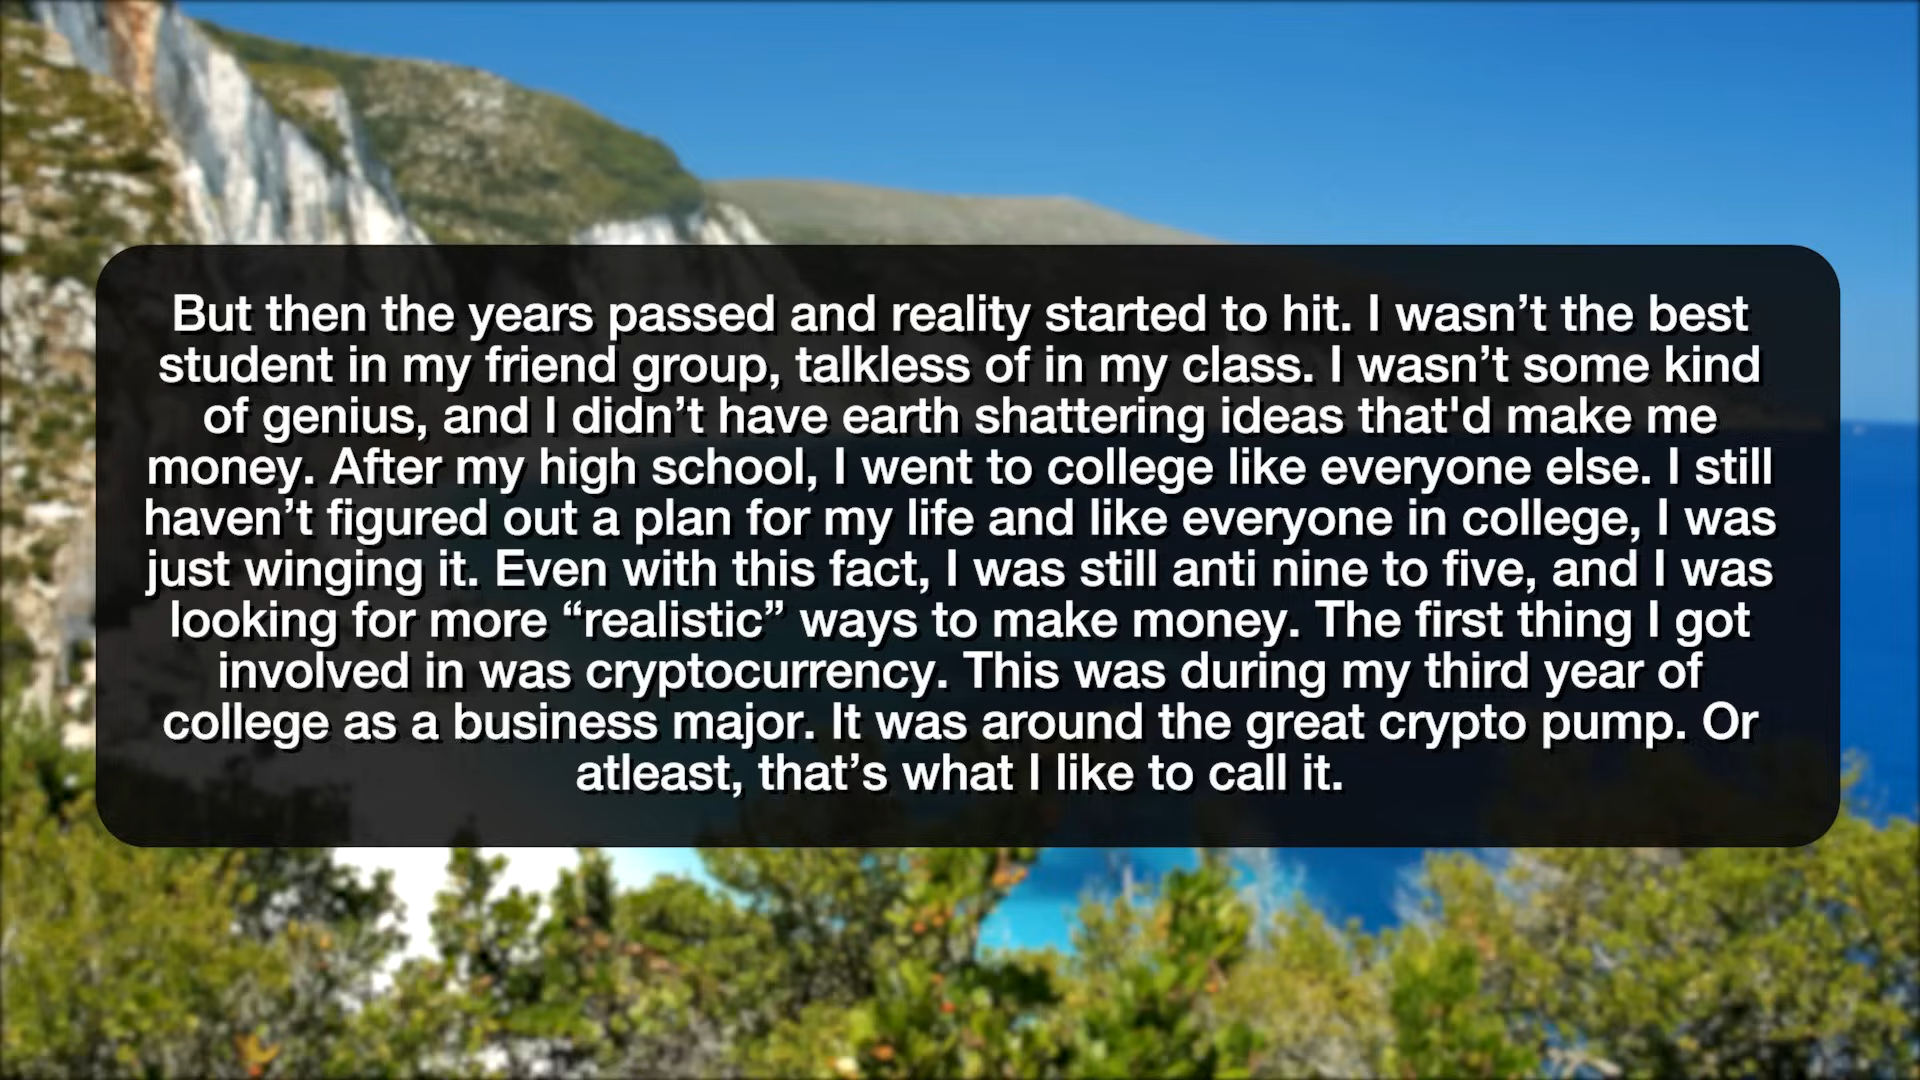 But then the years passed and reality started to hit. I wasn’t the best
student in my friend group, talkless of in my class. I wasn’t some kind
of genius, and I didn’t have earth shattering ideas that'd make me
money. After my high school, I went to college like everyone else. I still
haven’t figured out a plan for my life and like everyone in college, I was
just winging it. Even with this fact, I was still anti nine to five, and I was
looking for more “realistic” ways to make money. The first thing I got
involved in was cryptocurrency. This was during my third year of
college as a business major. It was around the great crypto pump. Or
atleast, that’s what I like to call it.